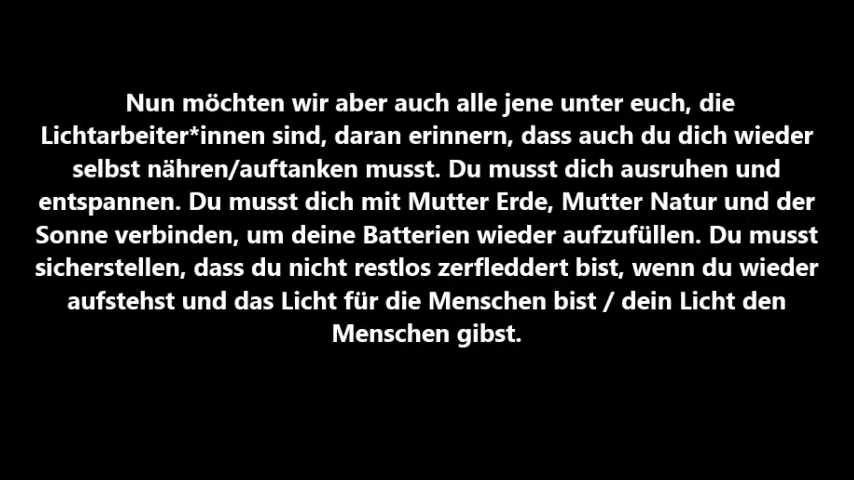 Nun möchten wir aber auch alle jene unter euch, die
Lichtarbeiter*innen sind, daran erinnern, dass auch du dich wieder
selbst nähren/auftanken musst. Du musst dich ausruhen und
entspannen. Du musst dich mit Mutter Erde, Mutter Natur und der
Sonne verbinden, um deine Batterien wieder aufzufüllen. Du musst
sicherstellen, dass du nicht restlos zerfleddert bist, wenn du wieder
aufstehst und das Licht für die Menschen bist / dein Licht den
Menschen gibst.